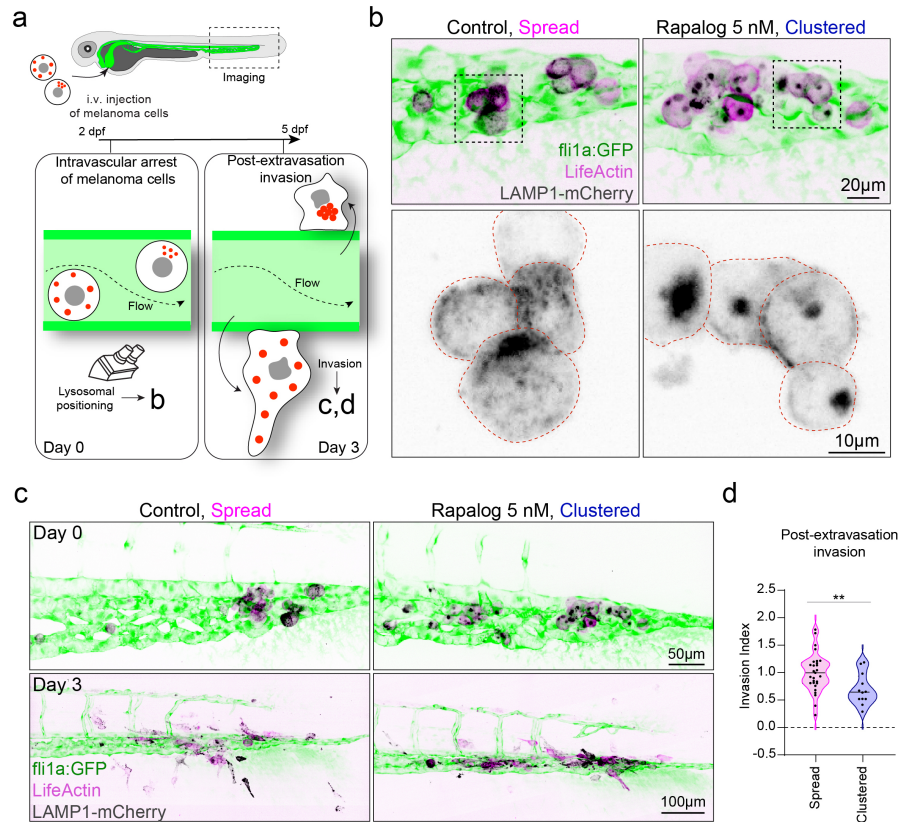 a
Imaging
i.v. injection
of melanoma cells
2 dpf
5 dpf
Intravascular arrest
of melanoma cells
Post-extravasation
invasion
Flow
Flow
Lysosomal
positioning
b
Invasion
c,d
Day 0
Day 3
b
Control, Spread
Rapalog 5 nM, Clustered
fli1a:GFP
LifeActin
LAMP1-mCherry
20µm
10µm
c
Control, Spread
Rapalog 5 nM, Clustered
Day 0
50µm
Day 3
fli1a:GFP
LifeActin
LAMP1-mCherry
100µm
d
Post-extravasation
invasion
**
Invasion Index
2.5
2.0
1.5
1.0
0.5
0.0
-0.5
Spread
Clustered